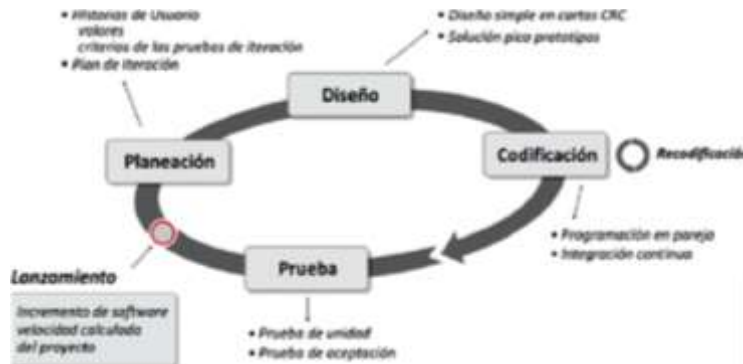 • Historias de Usuario
valores
criterios de las pruebas de iteración
• Plan de iteración
• Diseño simple en cartas CRC
• Solución pico prototipos
Diseño
Planeación
Codificación
Recodificación
• Programación en pareja
• Integración continua
Lanzamiento
Prueba
Incremento de software
velocidad calculada
del proyecto
• Prueba de unidad
• Prueba de aceptación